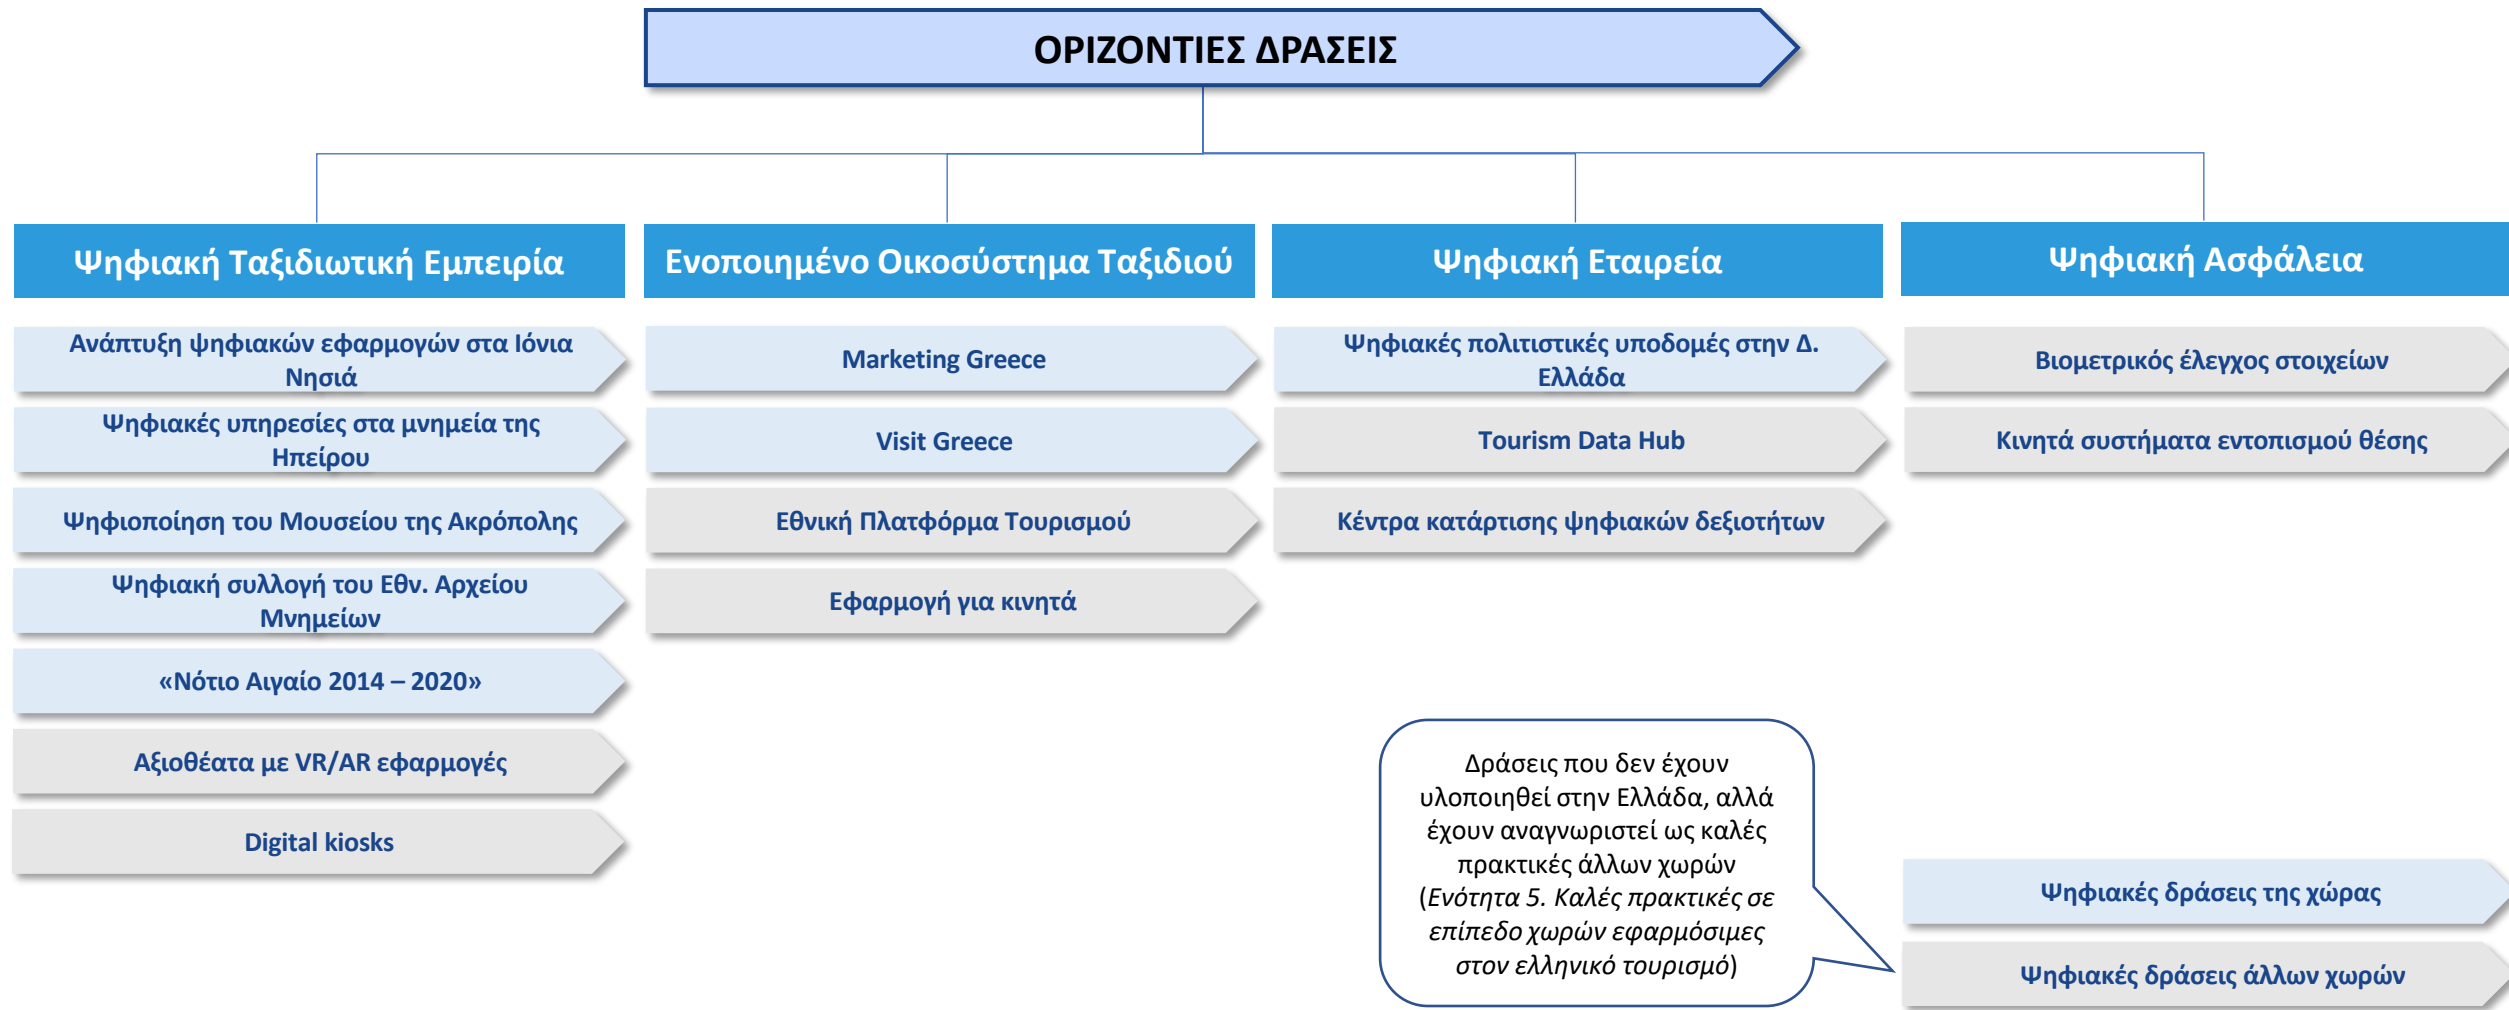 ΟΡΙΖΟΝΤΙΕΣ ΔΡΑΣΕΙΣ
Ψηφιακή Ταξιδιωτική Εμπειρία
Ανάπτυξη ψηφιακών εφαρμογών στα Ιόνια
Νησιά
Ψηφιακές υπηρεσίες στα μνημεία της
Ηπείρου
Ψηφιοποίηση του Μουσείου της Ακρόπολης
Ψηφιακή συλλογή του Εθν. Αρχείου
Μνημείων
«Νότιο Αιγαίο 2014 – 2020»
Αξιοθέατα με VR/AR εφαρμογές
Digital kiosks
Ενοποιημένο Οικοσύστημα Ταξιδιού
Marketing Greece
Visit Greece
Εθνική Πλατφόρμα Τουρισμού
Εφαρμογή για κινητά
Ψηφιακή Εταιρεία
Ψηφιακές πολιτιστικές υποδομές στην Δ.
Ελλάδα
Tourism Data Hub
Κέντρα κατάρτισης ψηφιακών δεξιοτήτων
Ψηφιακή Ασφάλεια
Βιομετρικός έλεγχος στοιχείων
Κινητά συστήματα εντοπισμού θέσης
Δράσεις που δεν έχουν
υλοποιηθεί στην Ελλάδα, αλλά
έχουν αναγνωριστεί ως καλές
πρακτικές άλλων χωρών
(Ενότητα 5. Καλές πρακτικές σε
επίπεδο χωρών εφαρμόσιμες
στον ελληνικό τουρισμό)
Ψηφιακές δράσεις της χώρας
Ψηφιακές δράσεις άλλων χωρών